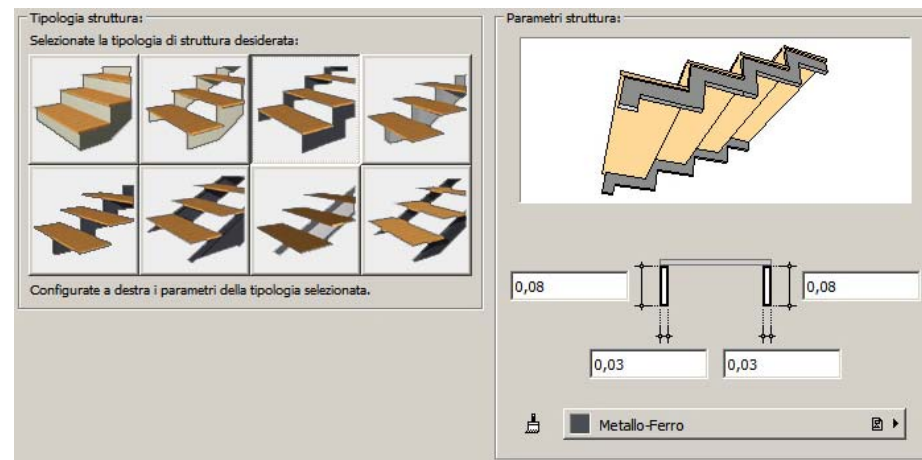 Tipologia struttura:
Selezionate la tipologia di struttura desiderata:
Configurate a destra i parametri della tipologia selezionata.
Parametri struttura:
0,08
0,08
0,03
0,03
Metallo-Ferro